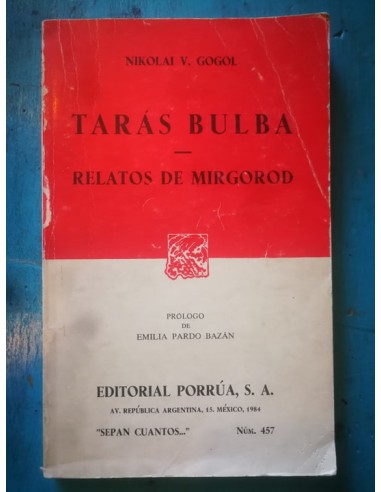 NIKOLAI V. GOGOL
TARÁS BULBA
—
RELATOS DE MIRGOROD
PRÓLOGO
DE
EMILIA PARDO BAZÁN
EDITORIAL PORRÚA, S. A.
AV. REPÚBLICA ARGENTINA, 15. MÉXICO, 1984
"SEPAN CUANTOS..." NÚM. 457